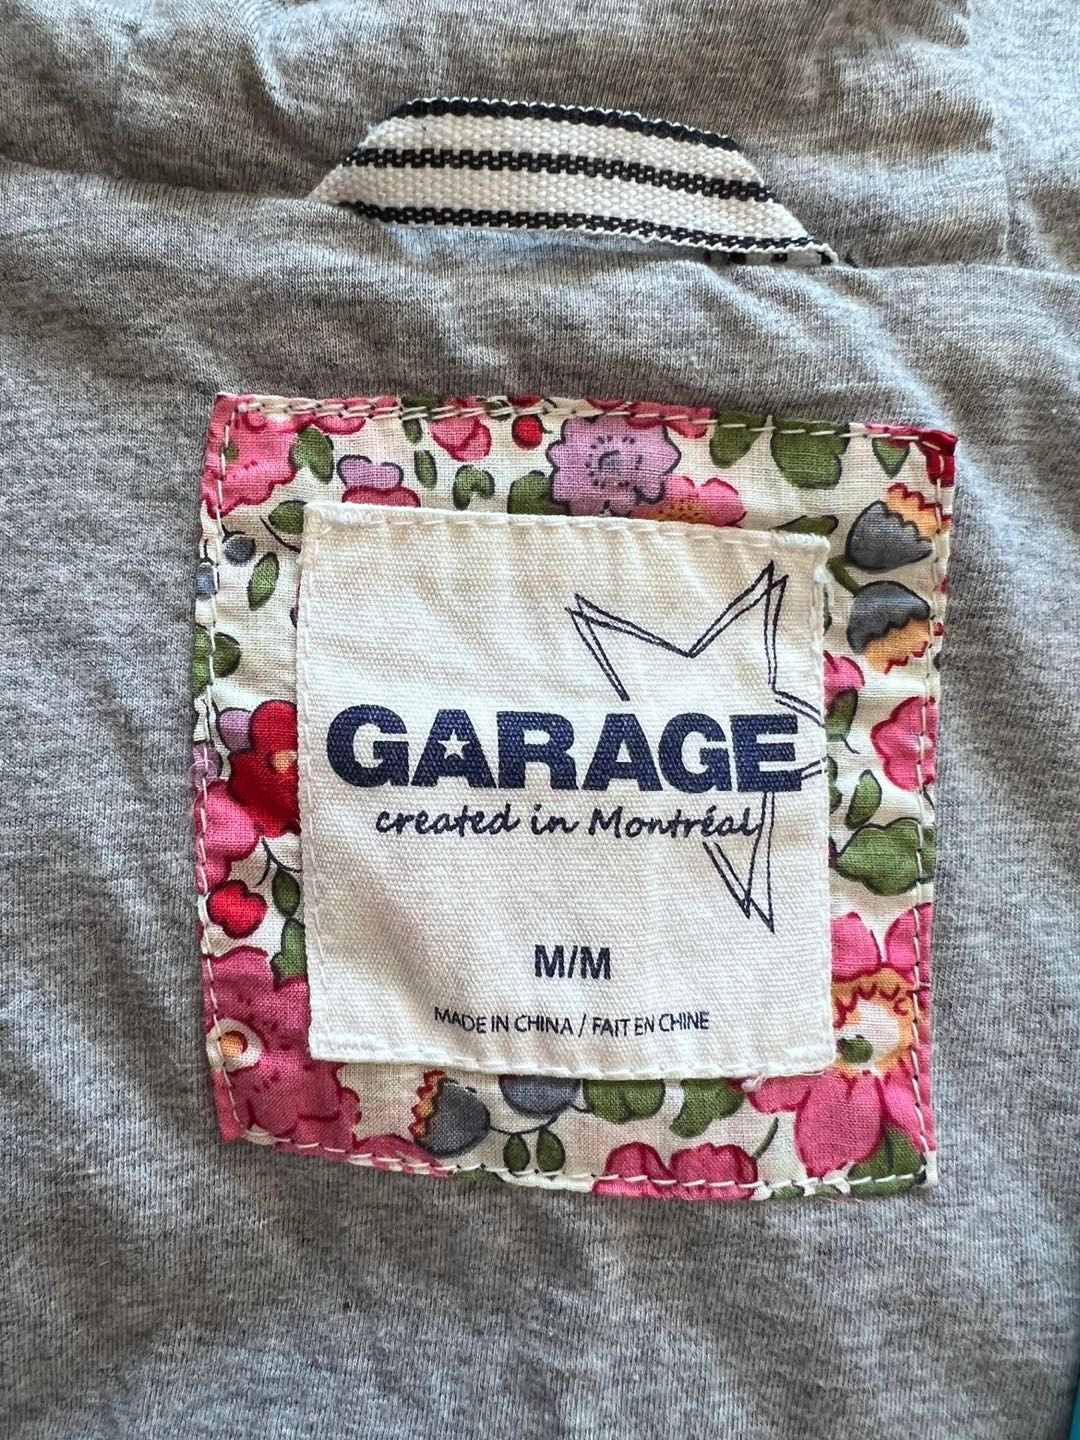 GARAGE
created in Montréal
M/M
MADE IN CHINA / FAIT EN CHINE